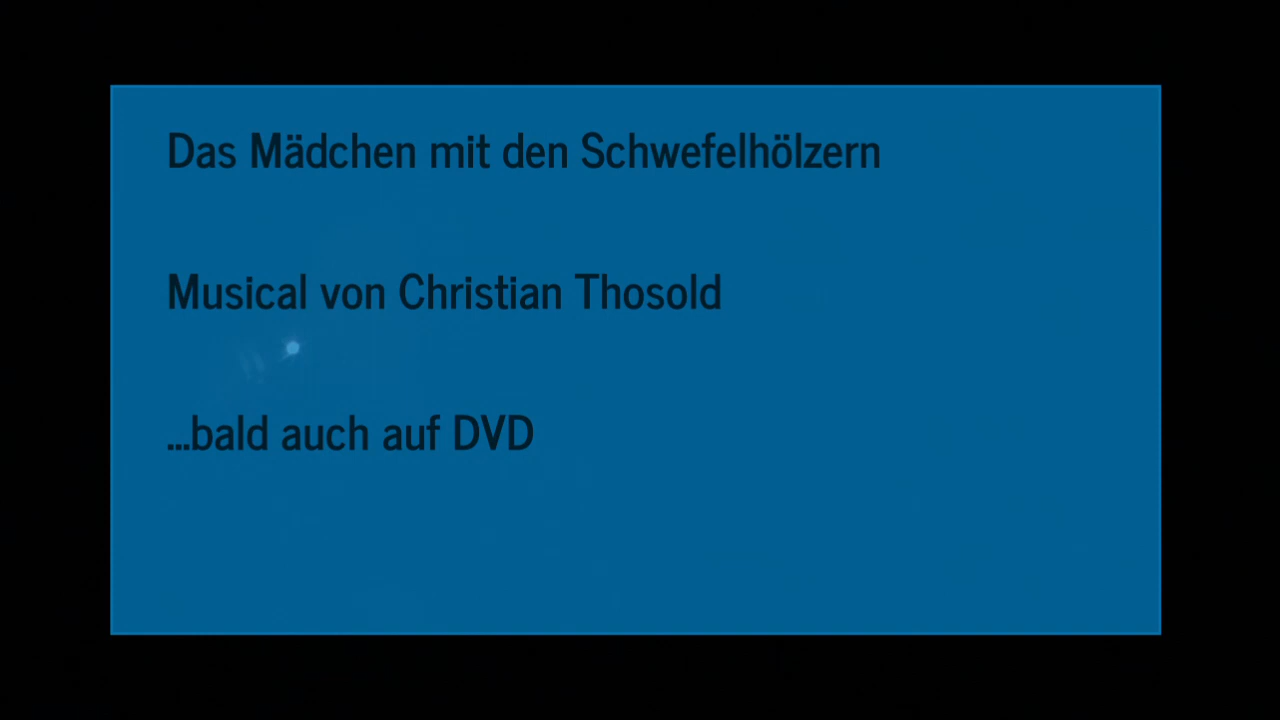 Das Mädchen mit den Schwefelhölzern
Musical von Christian Thosold
...bald auch auf DVD